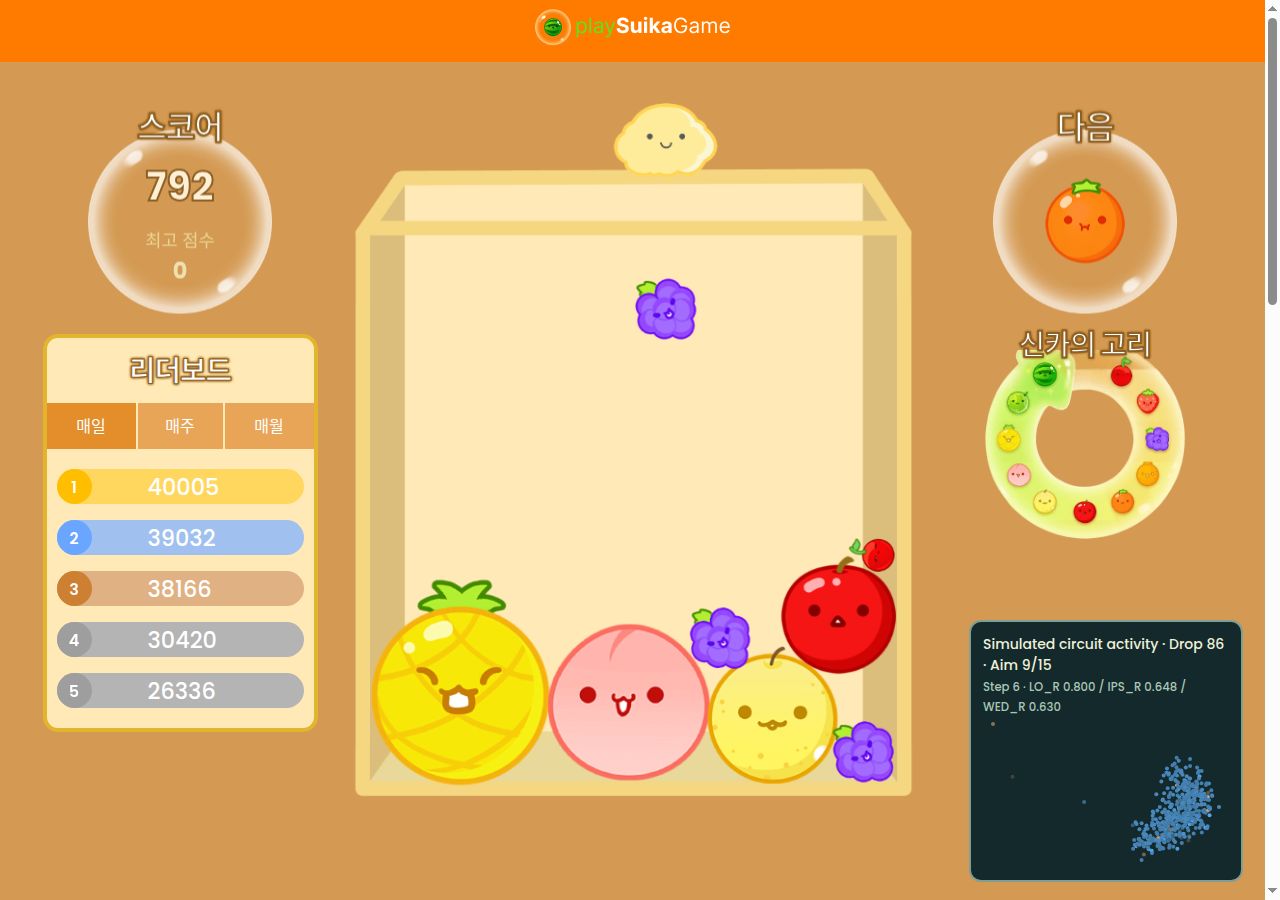 playSuikaGame
스코어
792
최고 점수
0
리더보드
매일 매주 매월
1 40005
2 39032
3 38166
4 30420
5 26336
다음
신카의 고리
Simulated circuit activity · Drop 86
· Aim 9/15
Step 6 · LO_R 0.800 / IPS_R 0.648 /
WED_R 0.630